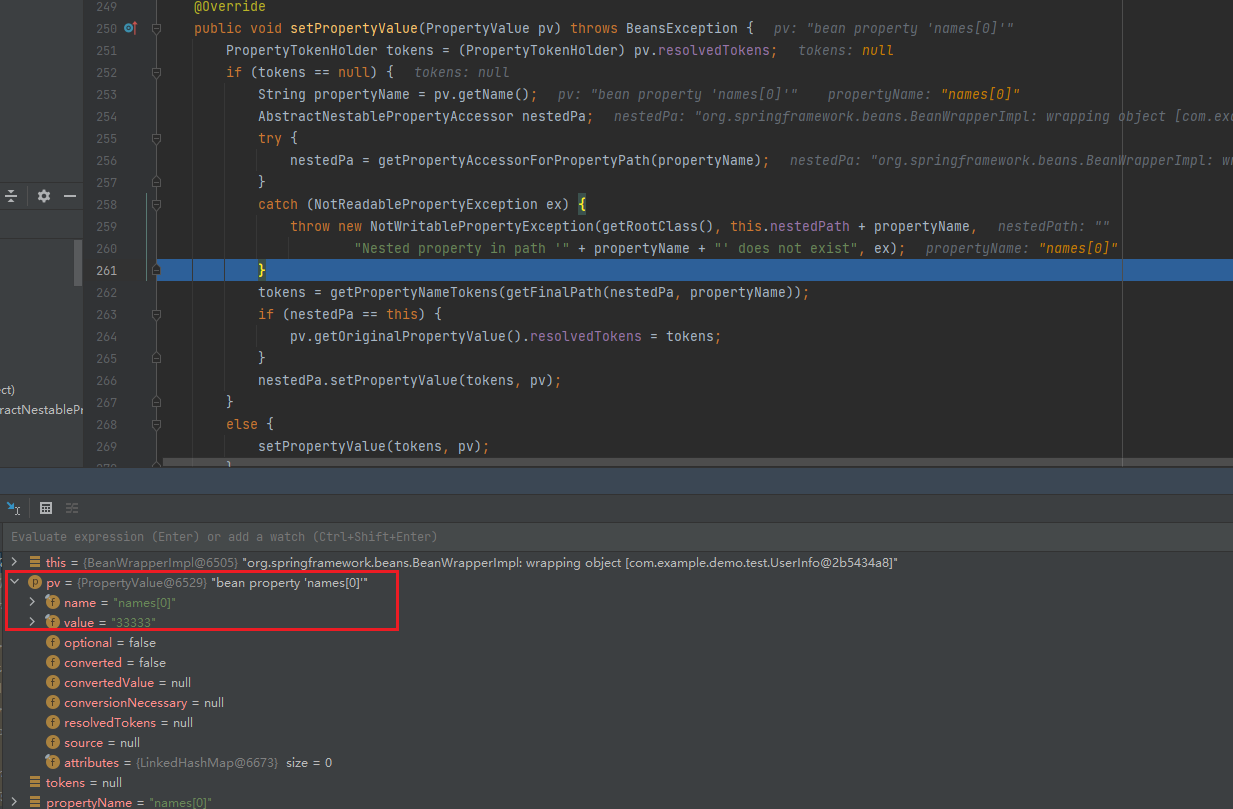 249 @Override
250 public void setPropertyValue(PropertyValue pv) throws BeansException { pv: "bean property 'names[0]'"
251 PropertyTokenHolder tokens = (PropertyTokenHolder) pv.resolvedTokens; tokens: null
252 if (tokens == null) { tokens: null
253 String propertyName = pv.getName(); pv: "bean property 'names[0]'" propertyName: "names[0]"
254 AbstractNestablePropertyAccessor nestedPa; nestedPa: "org.springframework.beans.BeanWrapperImpl: wrapping object [com.exa
255 try {
256 nestedPa = getPropertyAccessorForPropertyPath(propertyName); nestedPa: "org.springframework.beans.BeanWrapperImpl: wr
257 }
258 catch (NotReadablePropertyException ex) {
259 throw new NotWritablePropertyException(getRootClass(), this.nestedPath + propertyName, nestedPath: ""
260 "Nested property in path '" + propertyName + "' does not exist", ex); propertyName: "names[0]"
261 }
262 tokens = getPropertyNameTokens(getFinalPath(nestedPa, propertyName));
263 if (nestedPa == this) {
264 pv.getOriginalPropertyValue().resolvedTokens = tokens;
265 }
266 nestedPa.setPropertyValue(tokens, pv);
267 }
268 else {
269 setPropertyValue(tokens, pv);
270 }
ect)
ractNestablePr
Evaluate expression (Enter) or add a watch (Ctrl+Shift+Enter)
this = {BeanWrapperImpl@6505} "org.springframework.beans.BeanWrapperImpl: wrapping object [com.example.demo.test.UserInfo@2b5434a8]"
pv = {PropertyValue@6529} "bean property 'names[0]'"
name = "names[0]"
value = "33333"
optional = false
converted = false
convertedValue = null
conversionNecessary = null
resolvedTokens = null
source = null
attributes = {LinkedHashMap@6673} size = 0
tokens = null
propertyName = "names[0]"